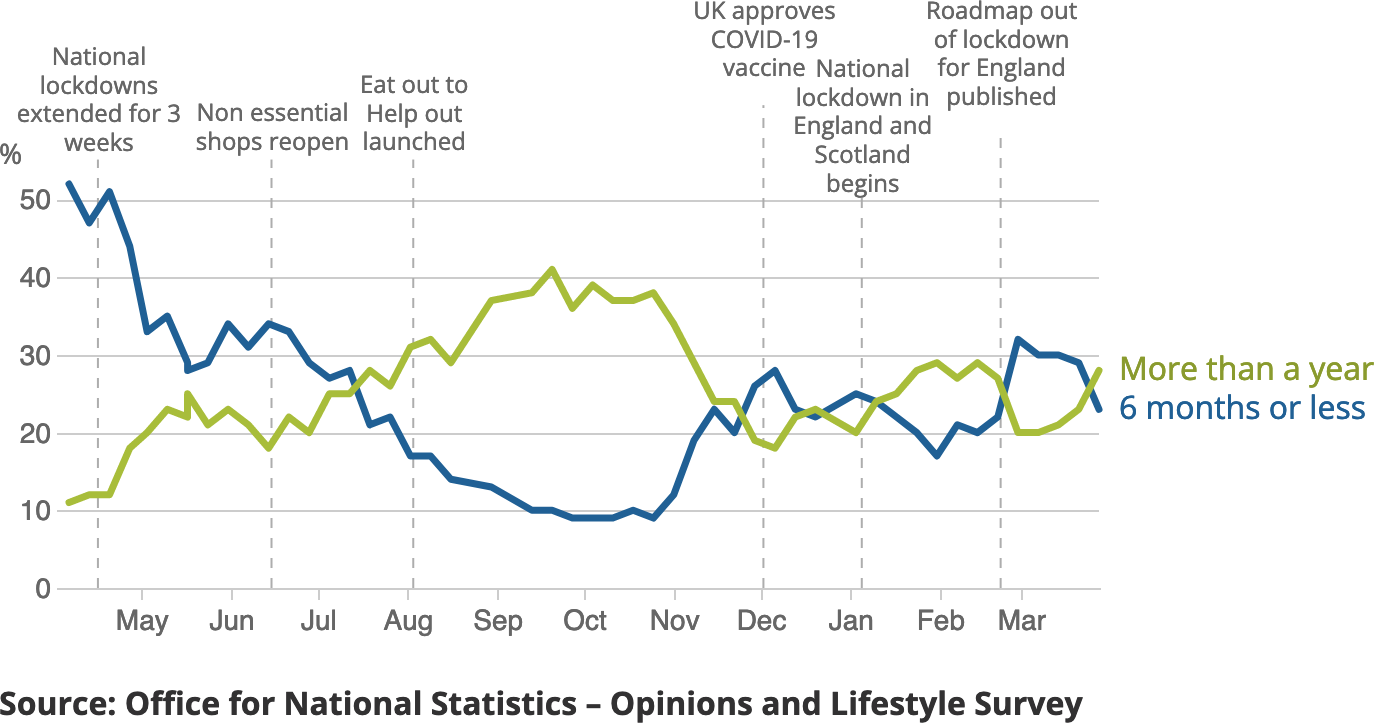 National
lockdowns
extended for 3
weeks
Non essential
shops reopen
Eat out to
Help out
launched
UK approves
COVID-19
vaccine
National
lockdown in
England and
Scotland
begins
Roadmap out
of lockdown
for England
published
%
50
40
30
20
10
0
More than a year
6 months or less
May Jun Jul Aug Sep Oct Nov Dec Jan Feb Mar
Source: Office for National Statistics – Opinions and Lifestyle Survey